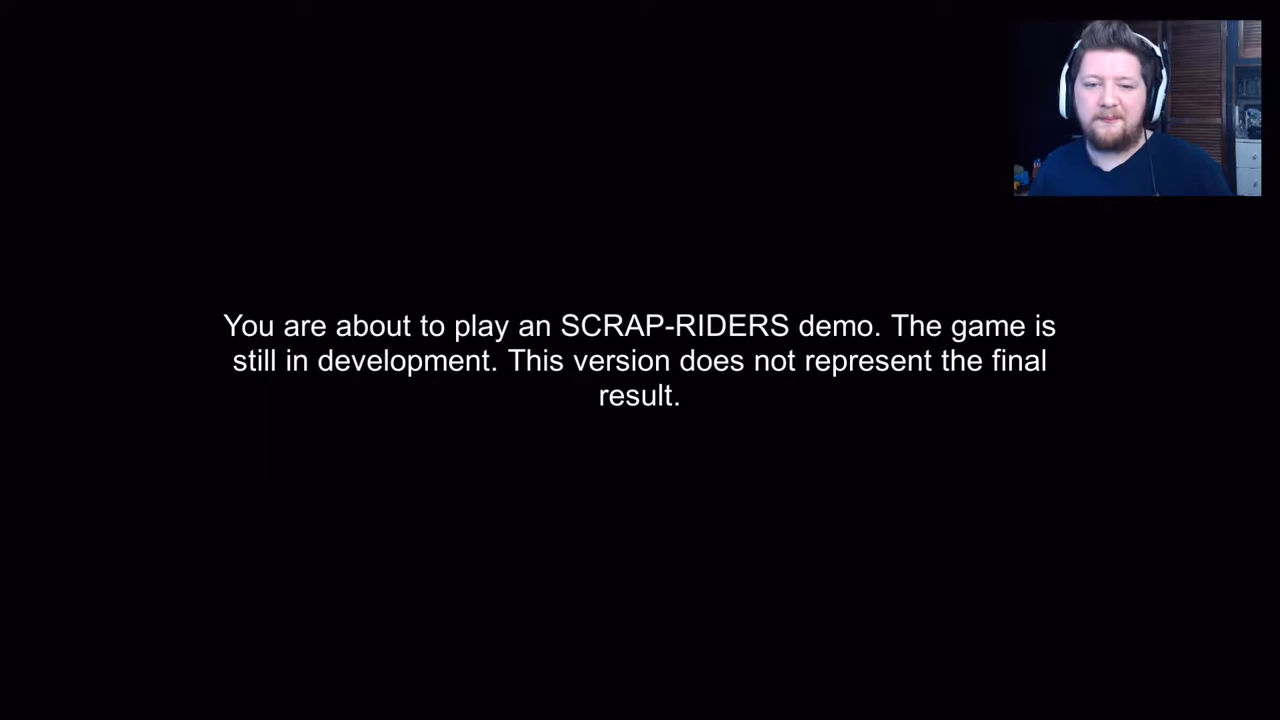 You are about to play an SCRAP-RIDERS demo. The game is
still in development. This version does not represent the final
result.